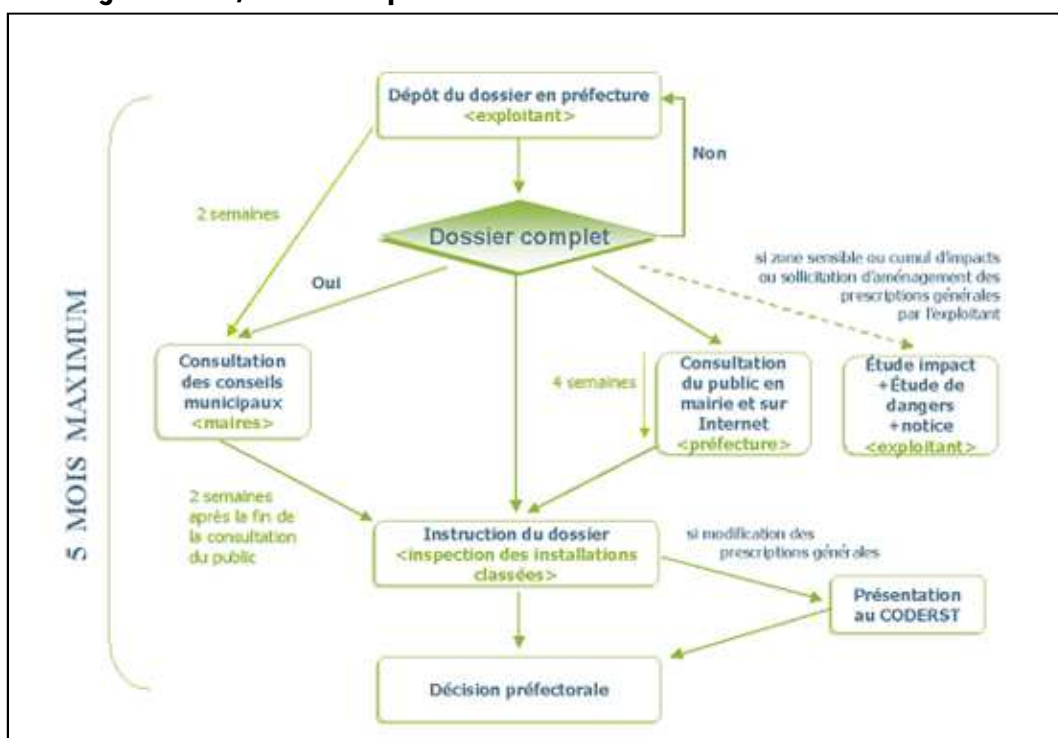 Dépôt du dossier en préfecture
<exploitant>
Non
2 semaines
Dossier complet
si zone sensible ou cumul d'impacts
ou sollicitation d'aménagement des
prescriptions générales
par l'exploitant
Oui
5 MOIS MAXIMUM
Consultation
des conseils
municipaux
<maires>
4 semaines
Consultation
du public en
mairie et sur
Internet
<préfecture>
Étude impact
+Étude de
dangers
+notice
<exploitant>
2 semaines
après la fin de
la consultation
du public
Instruction du dossier
<inspection des installations
classées>
si modification des
prescriptions générales
Présentation
au CODERST
Décision préfectorale